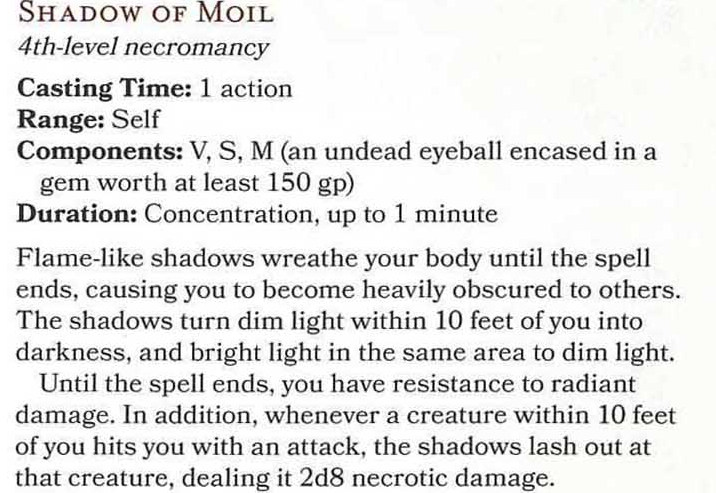 SHADOW OF MOIL
4th-level necromancy
Casting Time: 1 action
Range: Self
Components: V, S, M (an undead eyeball encased in a
gem worth at least 150 gp)
Duration: Concentration, up to 1 minute
Flame-like shadows wreathe your body until the spell
ends, causing you to become heavily obscured to others.
The shadows turn dim light within 10 feet of you into
darkness, and bright light in the same area to dim light.
Until the spell ends, you have resistance to radiant
damage. In addition, whenever a creature within 10 feet
of you hits you with an attack, the shadows lash out at
that creature, dealing it 2d8 necrotic damage.